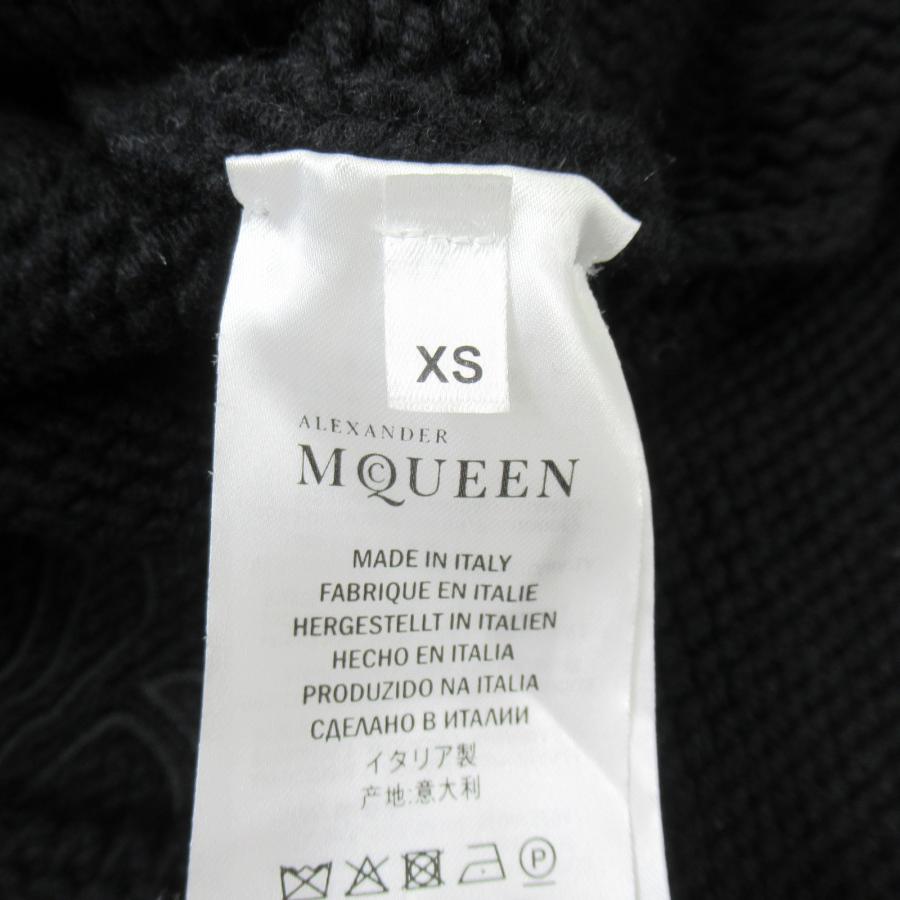 XS
ALEXANDER
McQUEEN
MADE IN ITALY
FABRIQUE EN ITALIE
HERGESTELLT IN ITALIEN
HECHO EN ITALIA
PRODUZIDO NA ITALIA
СДЕЛАНО В ИТАЛИИ
イタリア製
产地:意大利
P